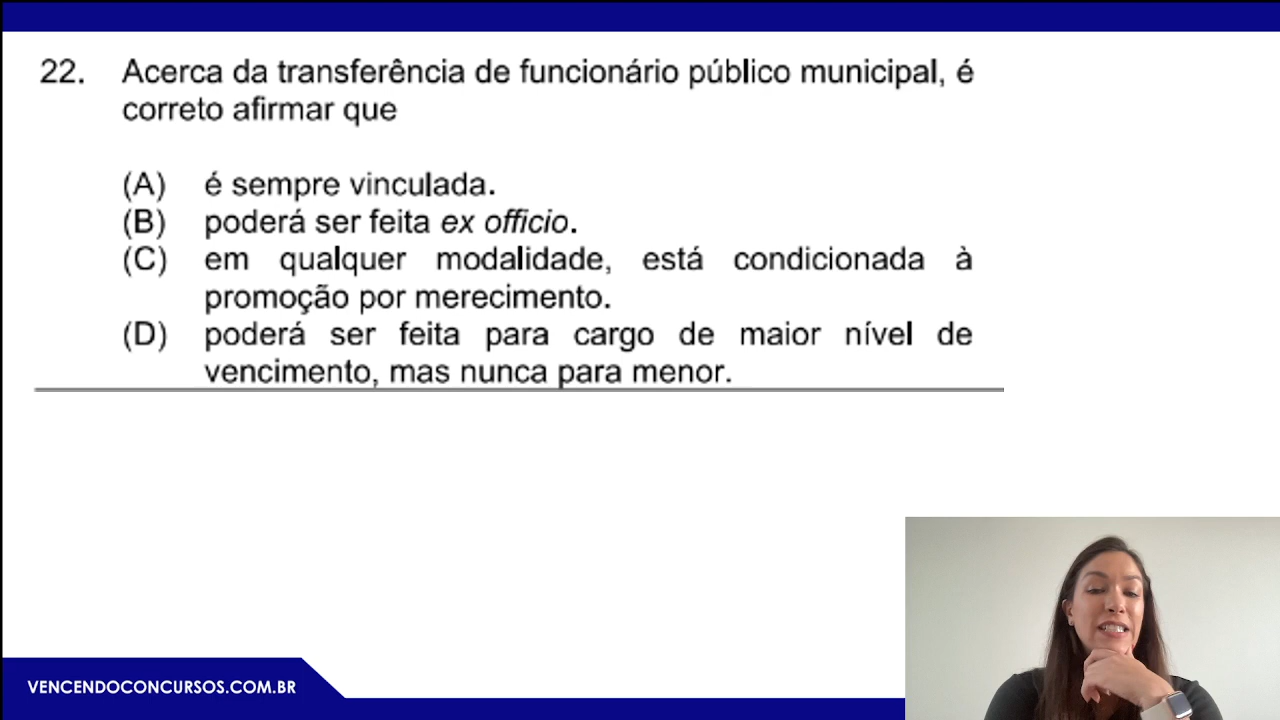 22. Acerca da transferência de funcionário público municipal, é
correto afirmar que
(A) é sempre vinculada.
(B) poderá ser feita ex officio.
(C) em qualquer modalidade, está condicionada à
promoção por merecimento.
(D) poderá ser feita para cargo de maior nível de
vencimento, mas nunca para menor.
VENCENDOCONCURSOS.COM.BR